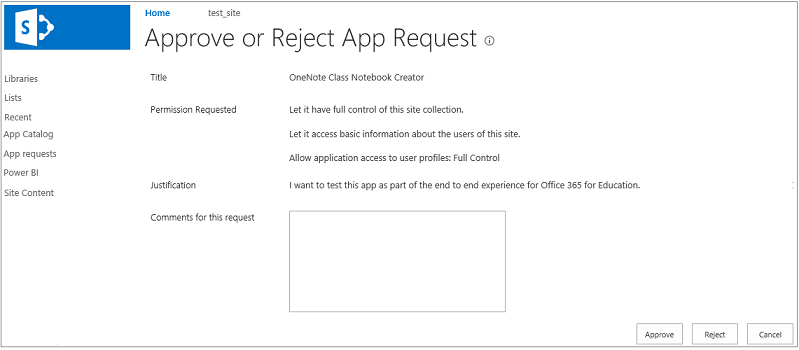 Home test_site
Approve or Reject App Request
Libraries
Lists
Recent
App Catalog
App requests
Power BI
Site Content
Title OneNote Class Notebook Creator
Permission Requested Let it have full control of this site collection.
Let it access basic information about the users of this site.
Allow application access to user profiles: Full Control
Justification I want to test this app as part of the end to end experience for Office 365 for Education.
Comments for this request
Approve Reject Cancel